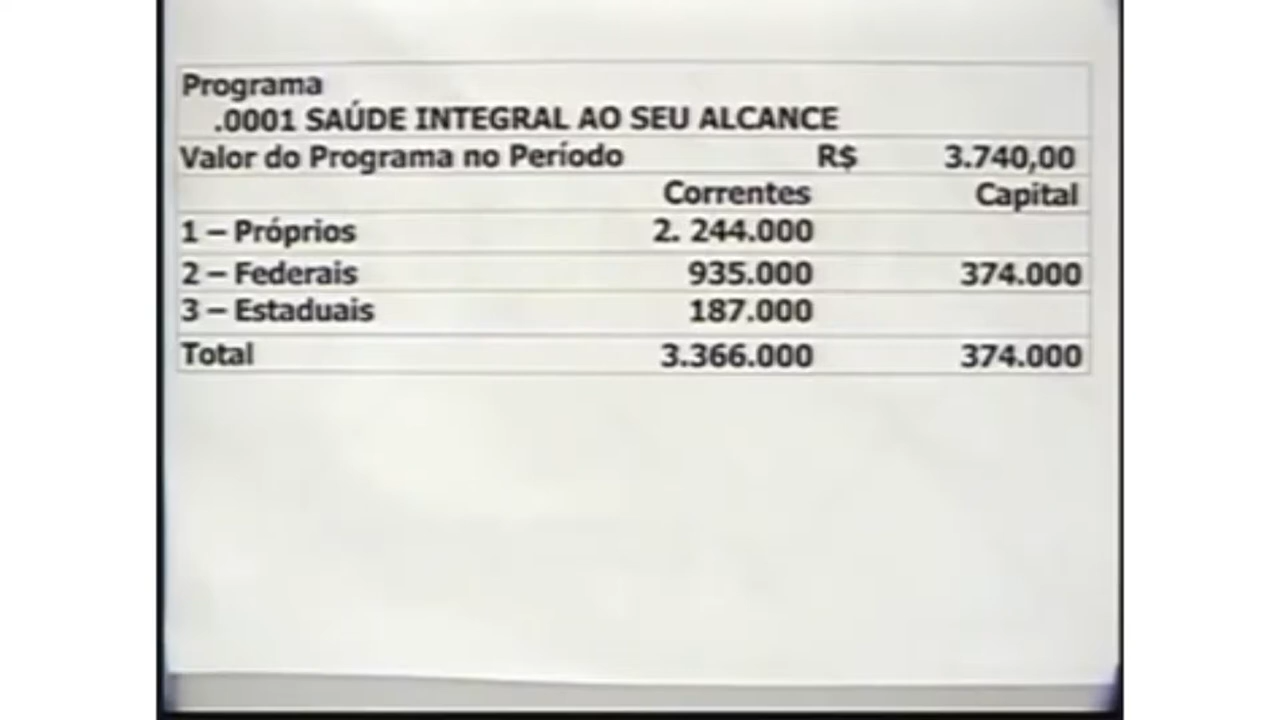 Programa
.0001 SAÚDE INTEGRAL AO SEU ALCANCE
Valor do Programa no Período R$ 3.740,00
Correntes Capital
1 – Próprios 2. 244.000
2 – Federais 935.000 374.000
3 – Estaduais 187.000
Total 3.366.000 374.000